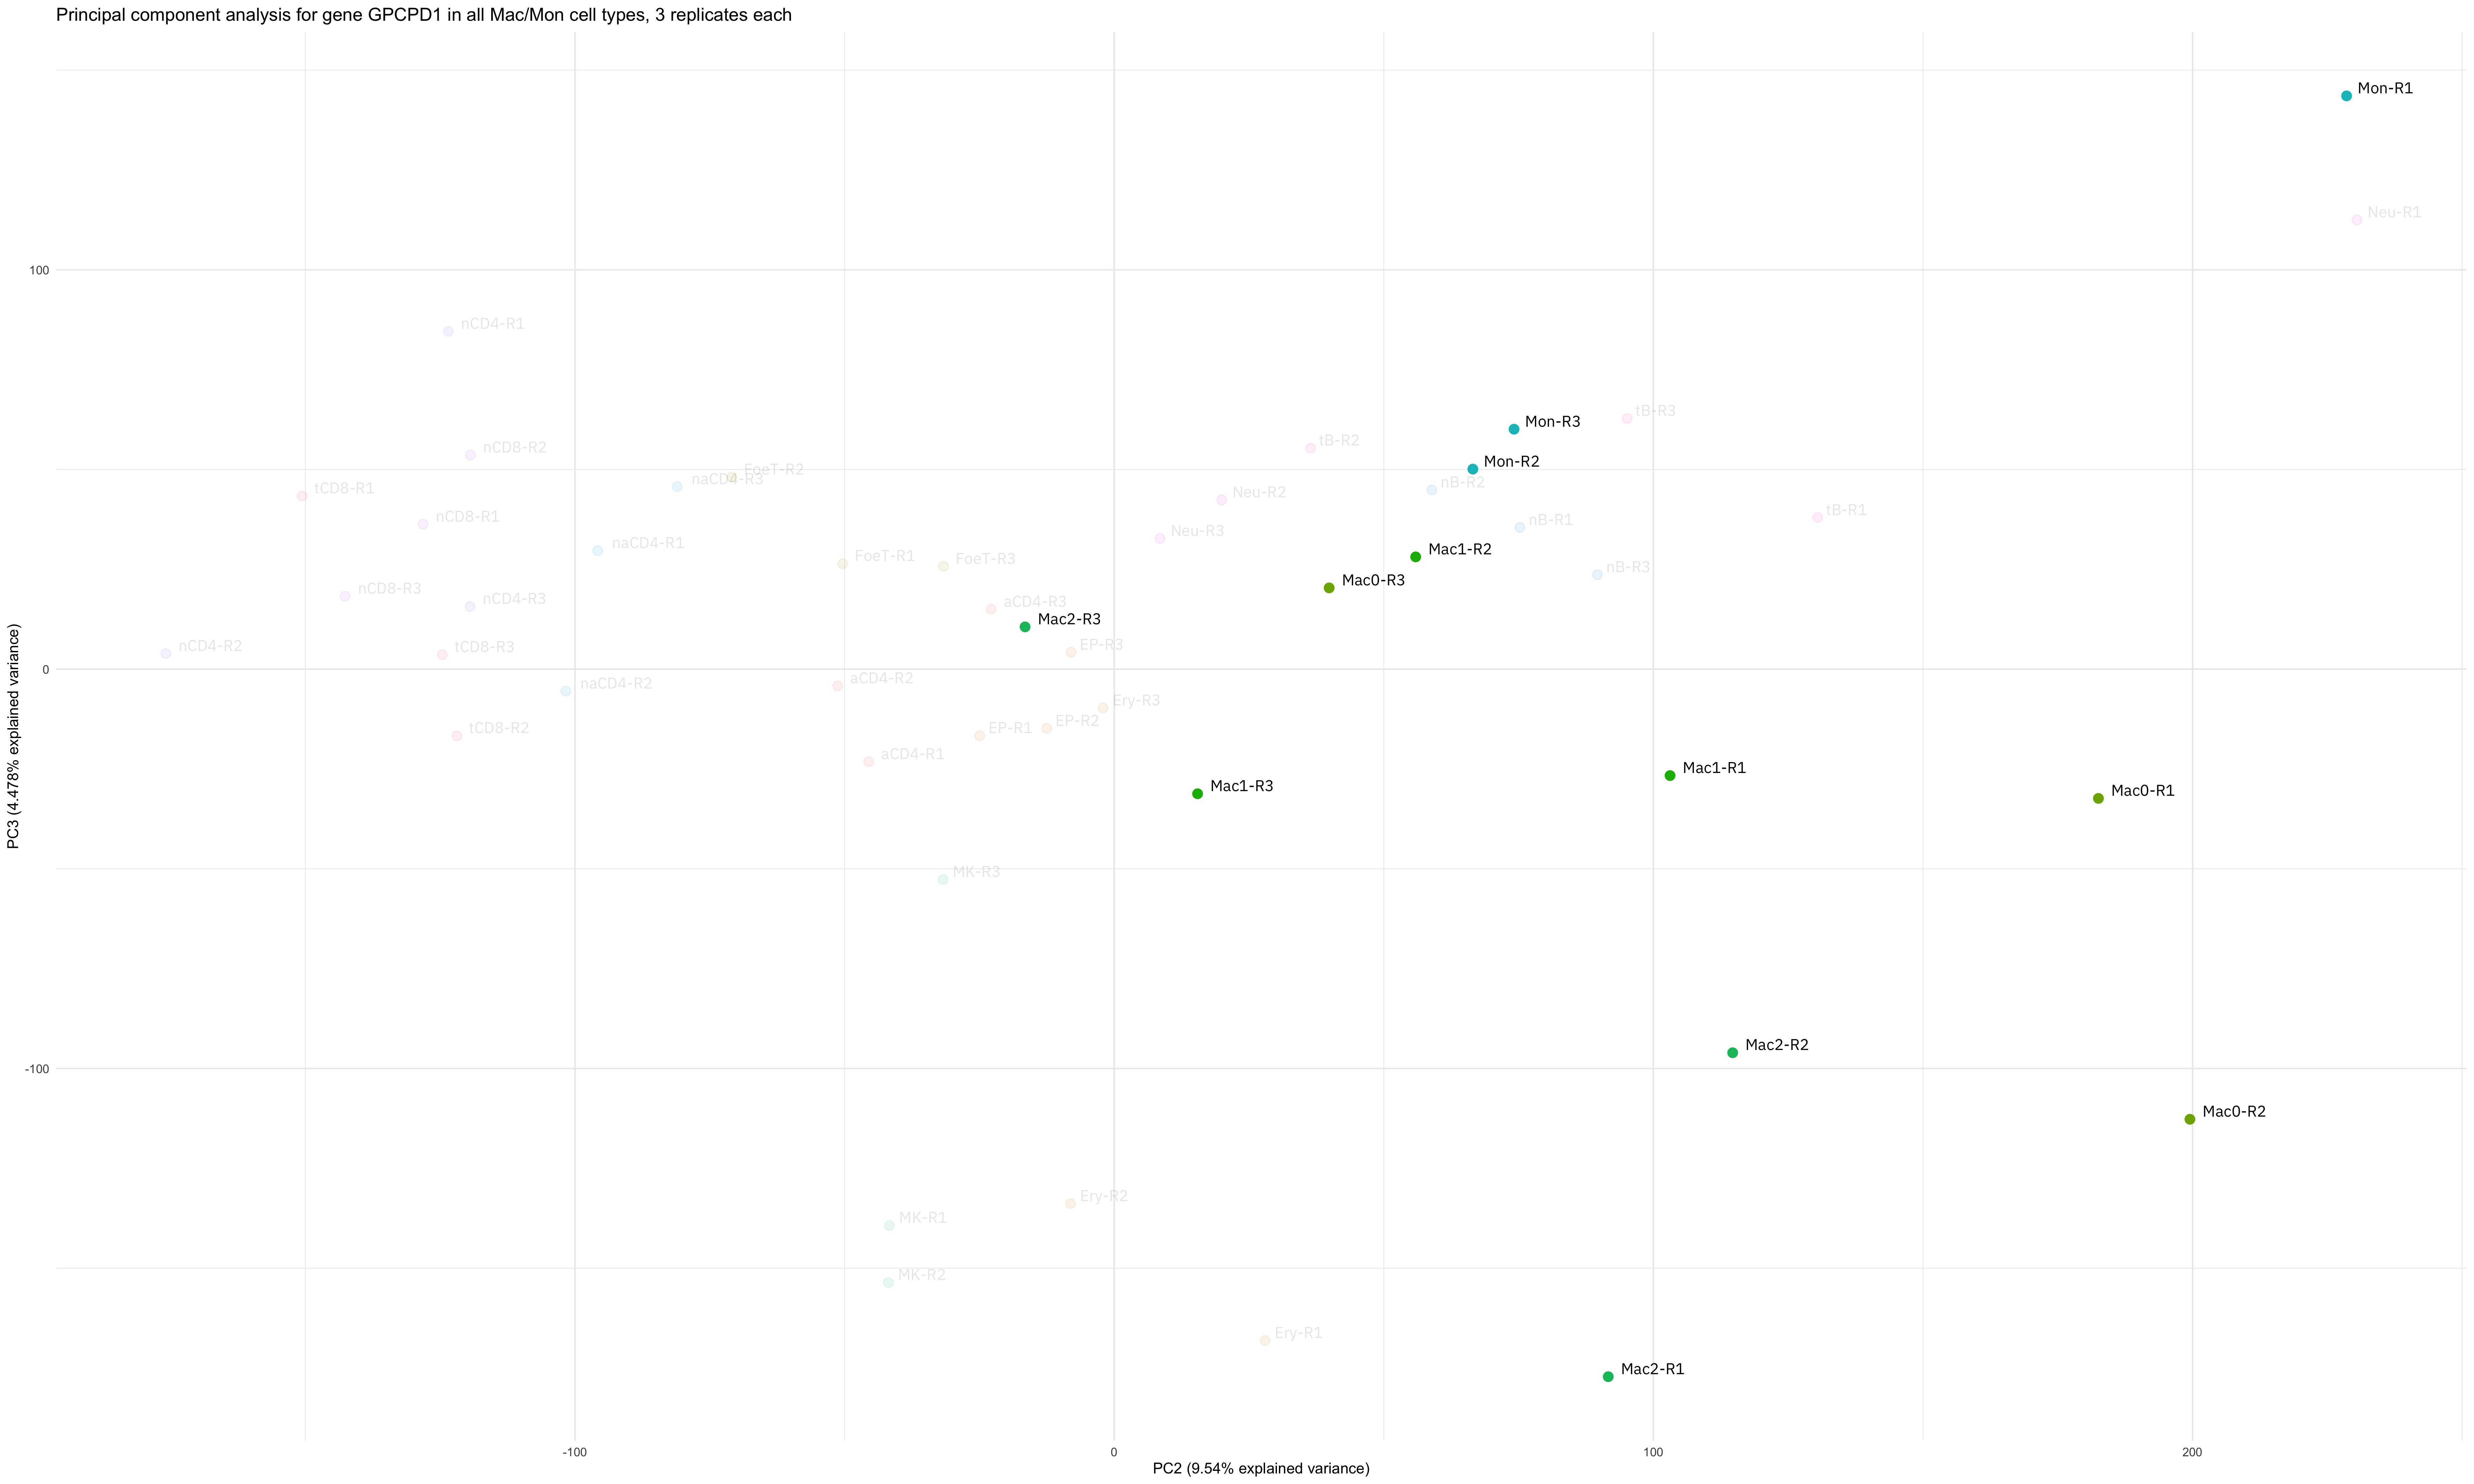 Principal component analysis for gene GPCPD1 in all Mac/Mon cell types, 3 replicates each
Mon-R1
Neu-R1
100
nCD4-R1
tB-R3
Mon-R3
tB-R2
nCD8-R2
Mon-R2
FoeT-R2
naCD4-R3
nB-R2
tCD8-R1
Neu-R2
tB-R1
nCD8-R1
nB-R1
Neu-R3
naCD4-R1
Mac1-R2
FoeT-R1
FoeT-R3
nB-R3
Mac0-R3
nCD8-R3
nCD4-R3
aCD4-R3
Mac2-R3
nCD4-R2
tCD8-R3
EP-R3
0
aCD4-R2
naCD4-R2
Ery-R3
EP-R2
tCD8-R2
EP-R1
aCD4-R1
Mac1-R1
Mac1-R3
Mac0-R1
PC3 (4.478% explained variance)
MK-R3
Mac2-R2
-100
Mac0-R2
Ery-R2
MK-R1
MK-R2
Ery-R1
Mac2-R1
-100
0
100
200
PC2 (9.54% explained variance)